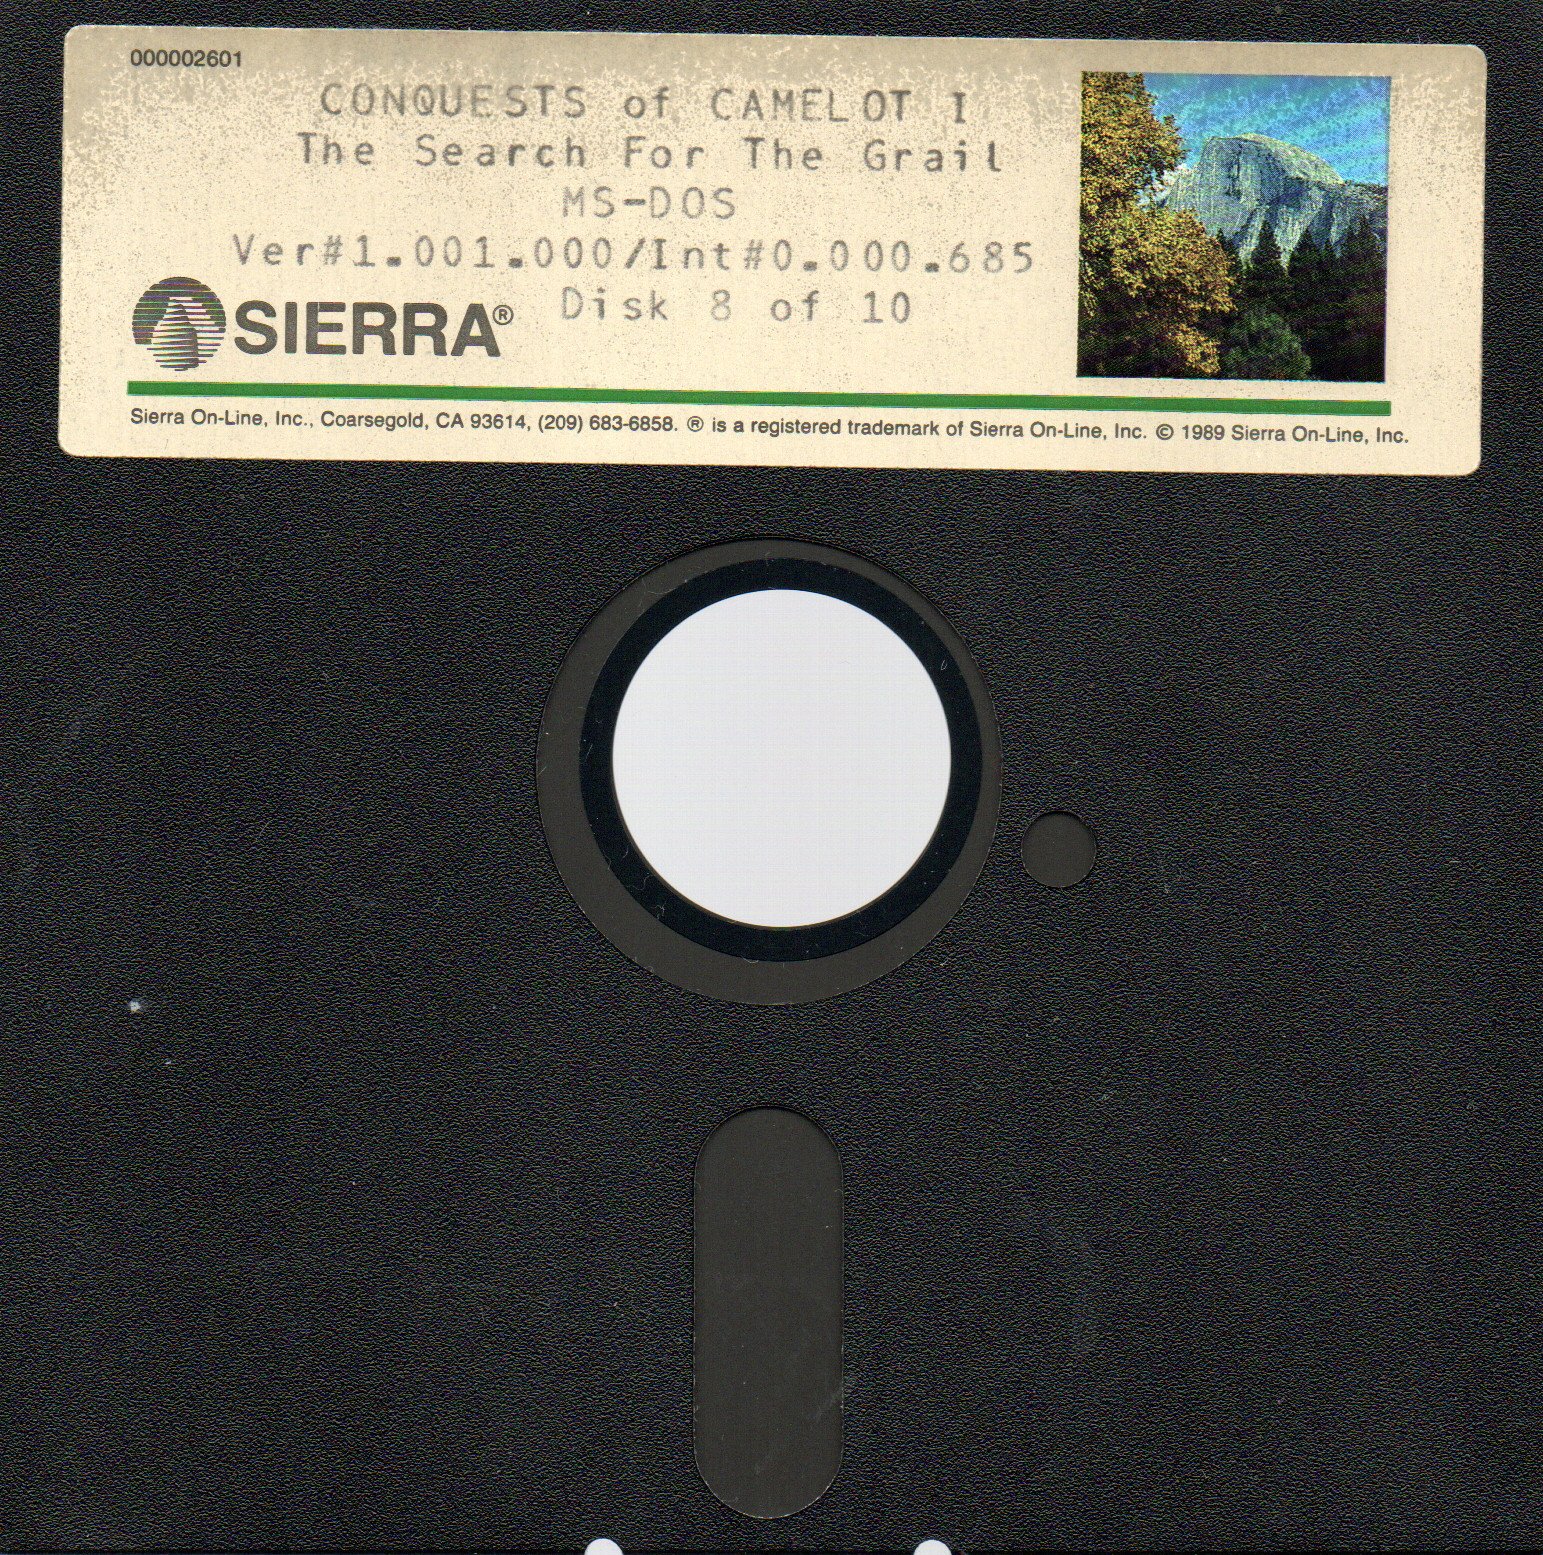 000002601
CONQUESTS of CAMELOT I
The Search For The Grail
MS-DOS
Ver#1.001.000/Int#0.000.685
Disk 8 of 10
SIERRA®
Sierra On-Line, Inc., Coarsegold, CA 93614, (209) 683-6858. ® is a registered trademark of Sierra On-Line, Inc. © 1989 Sierra On-Line, Inc.